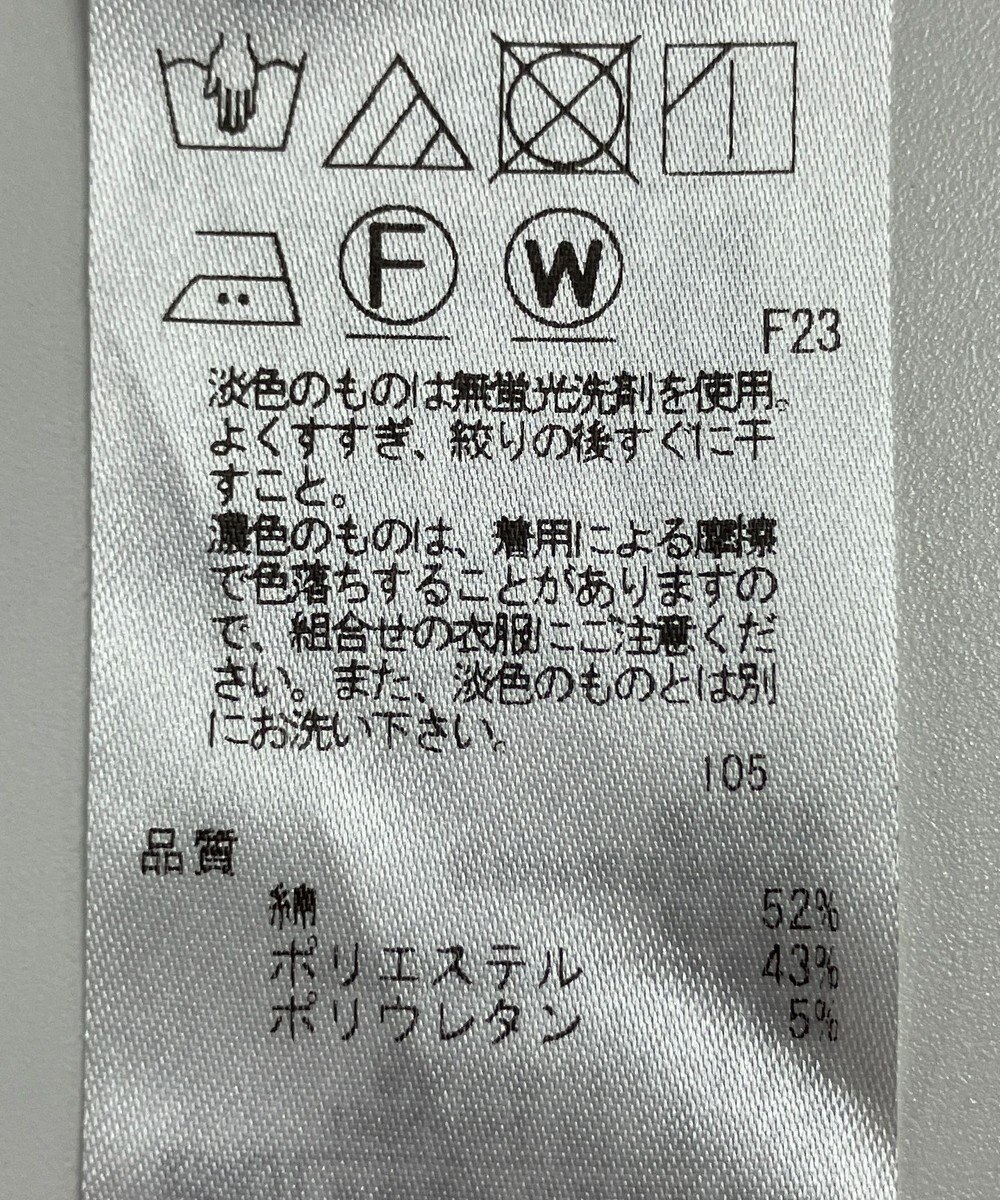 F W
F23
淡色のものは無蛍光洗剤を使用。
よくすすぎ、絞りの後すぐに干
すこと。
濃色のものは、着用による摩擦
で色落ちすることがありますの
で、組合せの衣服にご注意くだ
さい。また、淡色のものとは別
にお洗い下さい。
105
品質
綿 52%
ポリエステル 43%
ポリウレタン 5%